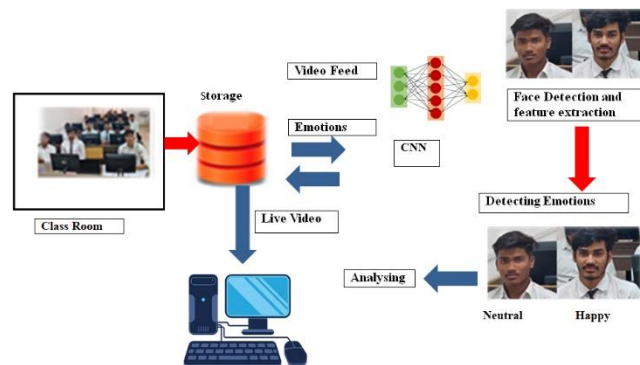 Video Feed
Storage
Face Detection and
feature extraction
Emotions
CNN
Detecting Emotions
Live Video
Class Room
Analysing
Neutral Happy